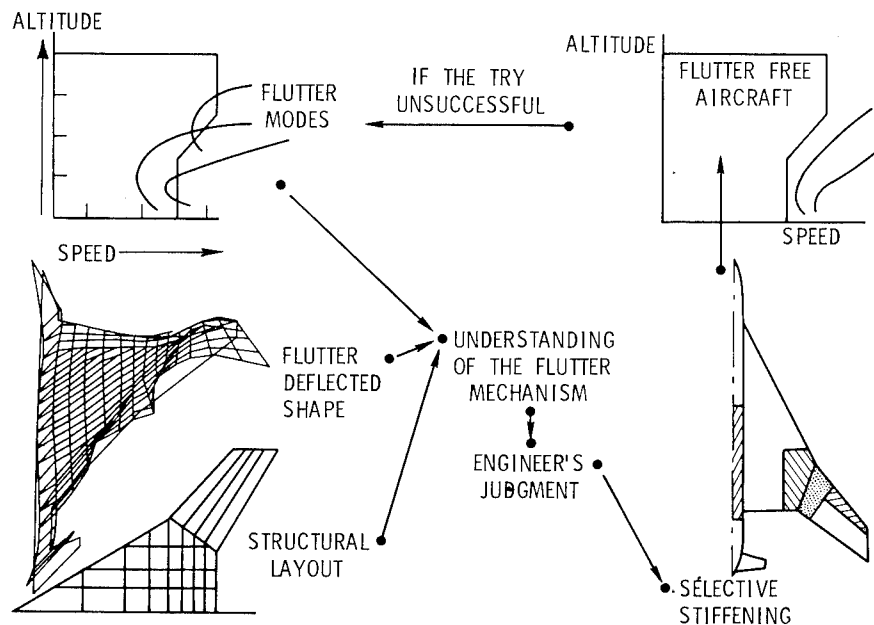 ALTITUDE
FLUTTER
MODES
SPEED
IF THE TRY
UNSUCCESSFUL
ALTITUDE
FLUTTER FREE
AIRCRAFT
SPEED
FLUTTER
DEFLECTED
SHAPE
UNDERSTANDING
OF THE FLUTTER
MECHANISM
ENGINEER'S
JUDGMENT
STRUCTURAL
LAYOUT
SELECTIVE
STIFFENING